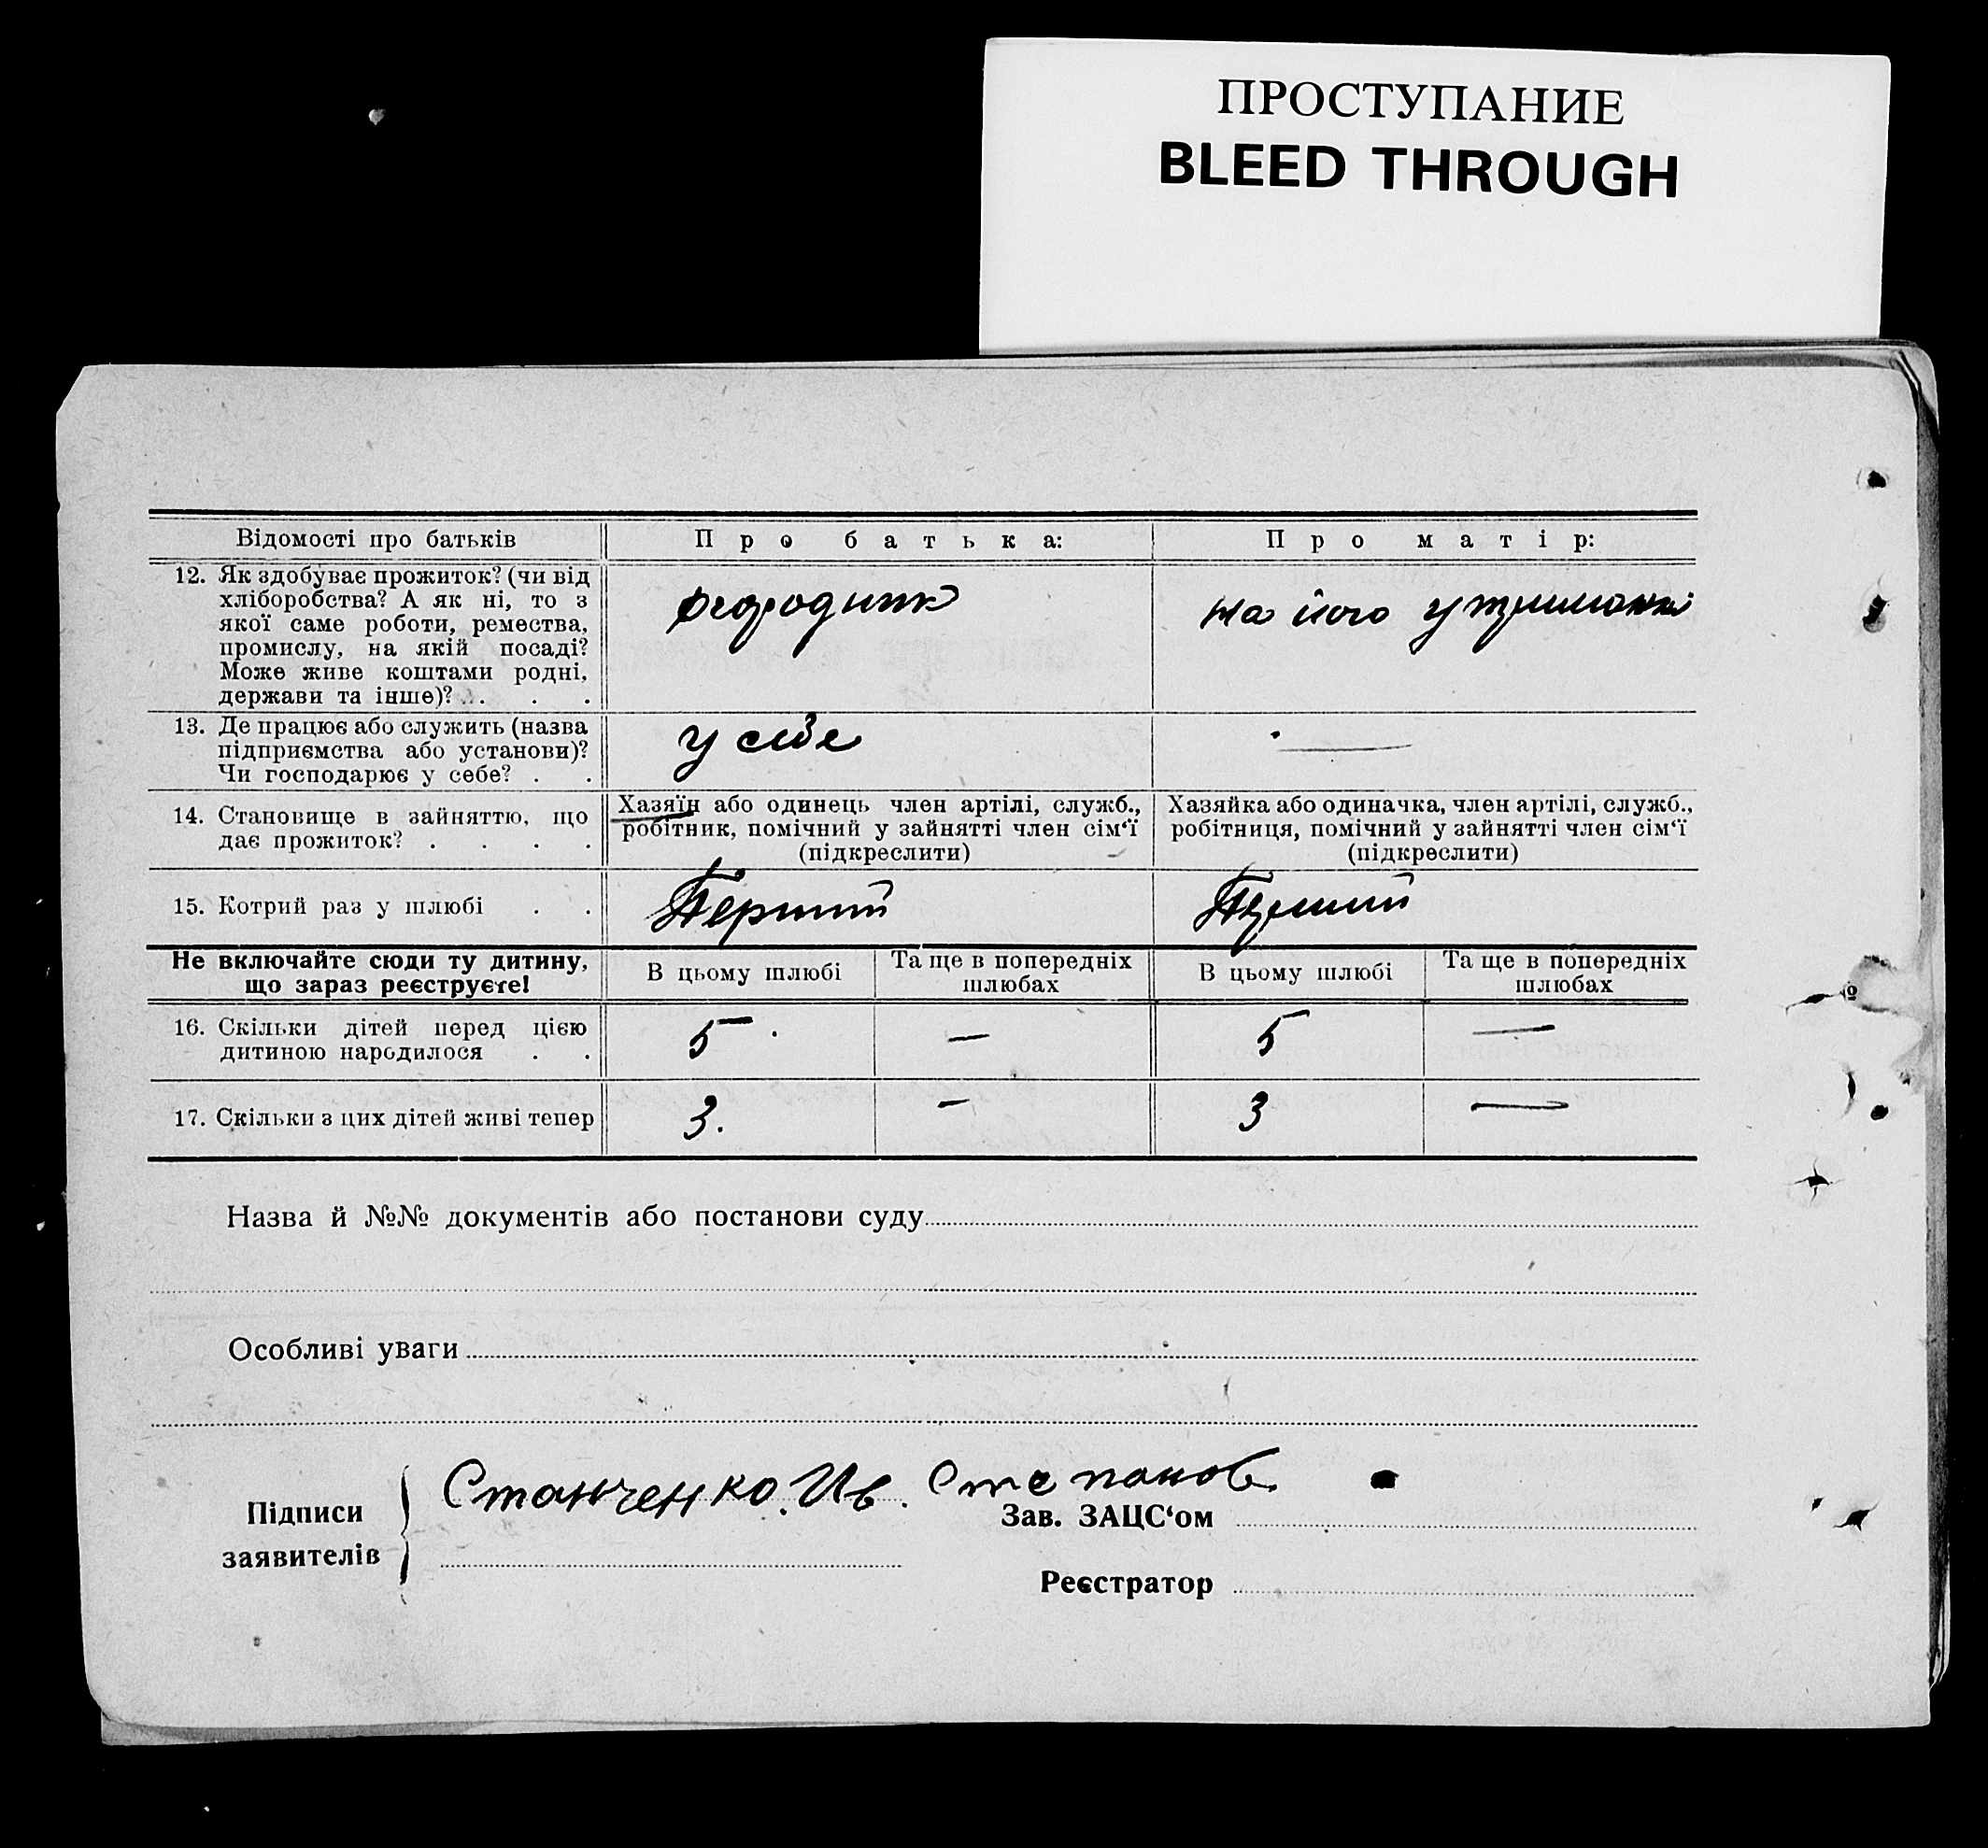 ПРОСТУПАНИЕ
BLEED THROUGH
Відомості про батьків
Про батька:
Про матір:
12. Як здобуває прожиток? (чи від
хліборобства? А як ні, то з
якої саме роботи, ремества,
промислу, на якій посаді?
Може живе коштами родні,
держави та інше)? . . .
огородник
на його утриманні
13. Де працює або служить (назва
підприємства або установи)?
Чи господарює у себе? . .
у себе
—
14. Становище в зайняттю, що
дає прожиток? . . . .
Хазяїн або одинець член артілі, служб.,
робітник, помічний у зайнятті член сім‘ї
(підкреслити)
Хазяйка або одиначка, член артілі, служб.,
робітниця, помічний у зайнятті член сім‘ї
(підкреслити)
15. Котрий раз у шлюбі . .
Перший
Перший
Не включайте сюди ту дитину,
що зараз реєструєте!
В цьому шлюбі
Та ще в попередніх
шлюбах
В цьому шлюбі
Та ще в попередніх
шлюбах
16. Скільки дітей перед цією
дитиною народилося . .
5 — 5 —
17. Скільки з цих дітей живі тепер
3. — 3 —
Назва й №№ документів або постанови суду
Особливі уваги
Станченко. Ив. Степанов.
Підписи
заявителів
Зав. ЗАЦС‘ом
Реєстратор